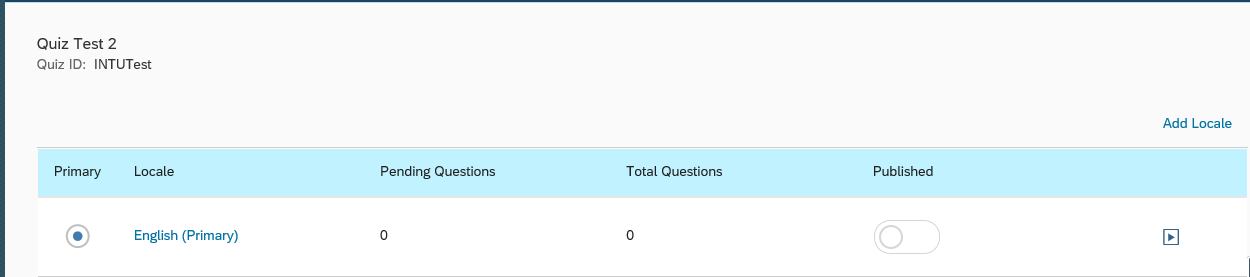 Quiz Test 2
Quiz ID: INTUTest
Add Locale
Primary Locale Pending Questions Total Questions Published
English (Primary) 0 0